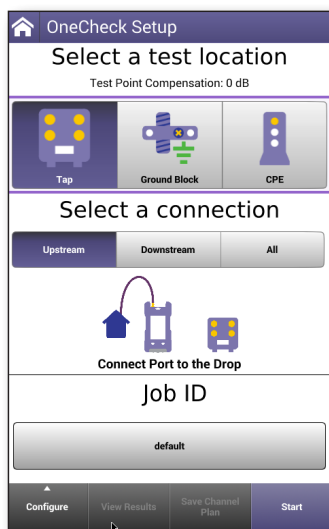 OneCheck Setup
Select a test location
Test Point Compensation: 0 dB
Tap
Ground Block
CPE
Select a connection
Upstream
Downstream
All
Connect Port to the Drop
Job ID
default
Configure
View Results
Save Channel
Plan
Start